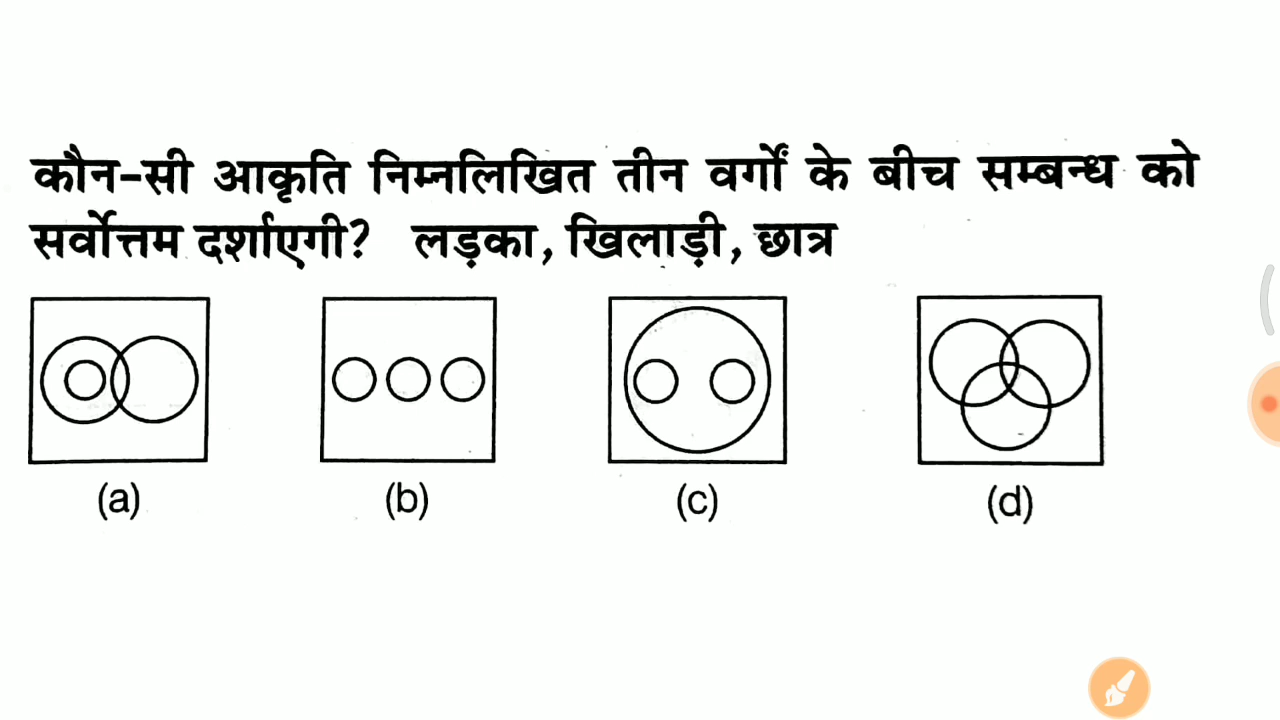 कौन-सी आकृति निम्नलिखित तीन वर्गों के बीच सम्बन्ध को
सर्वोत्तम दर्शाएगी? लड़का, खिलाड़ी, छात्र
(a) (b) (c) (d)